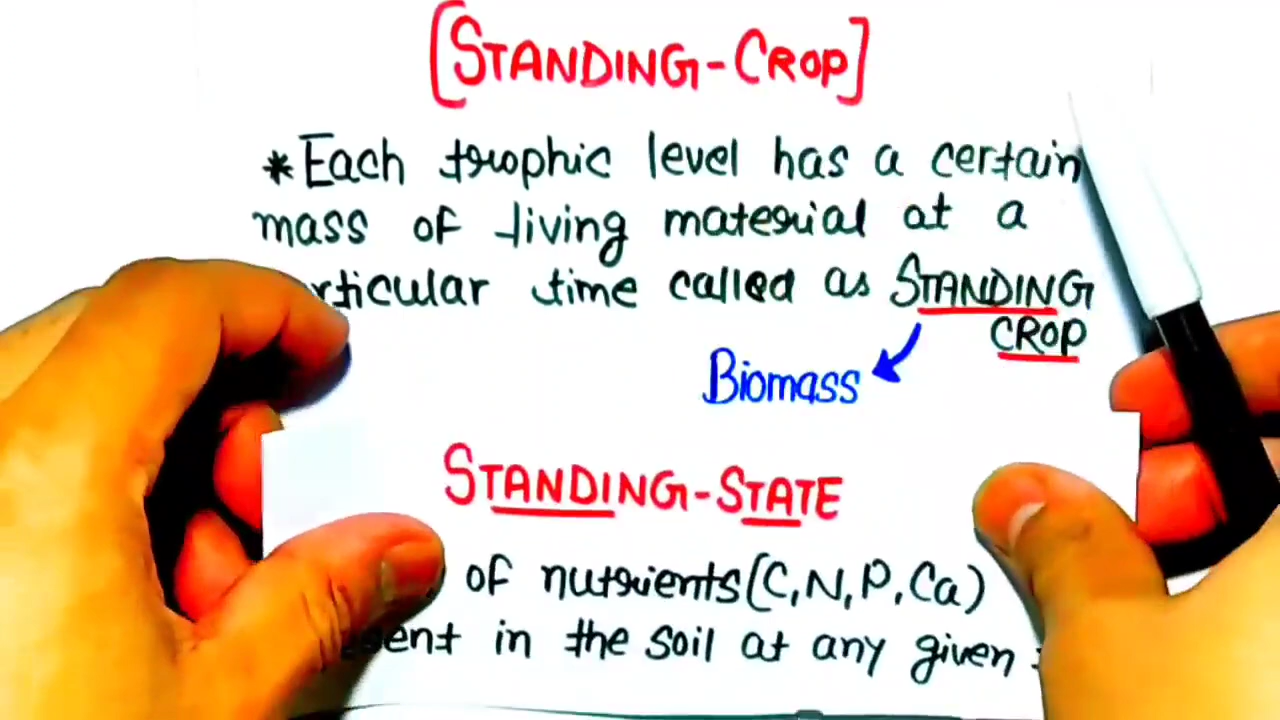 [STANDING-CROP]
*Each trophic level has a certain
mass of living material at a
rticular time called as STANDING
CROP
Biomass
STANDING-STATE
of nutrients (C, N, P, Ca)
in the soil at any given